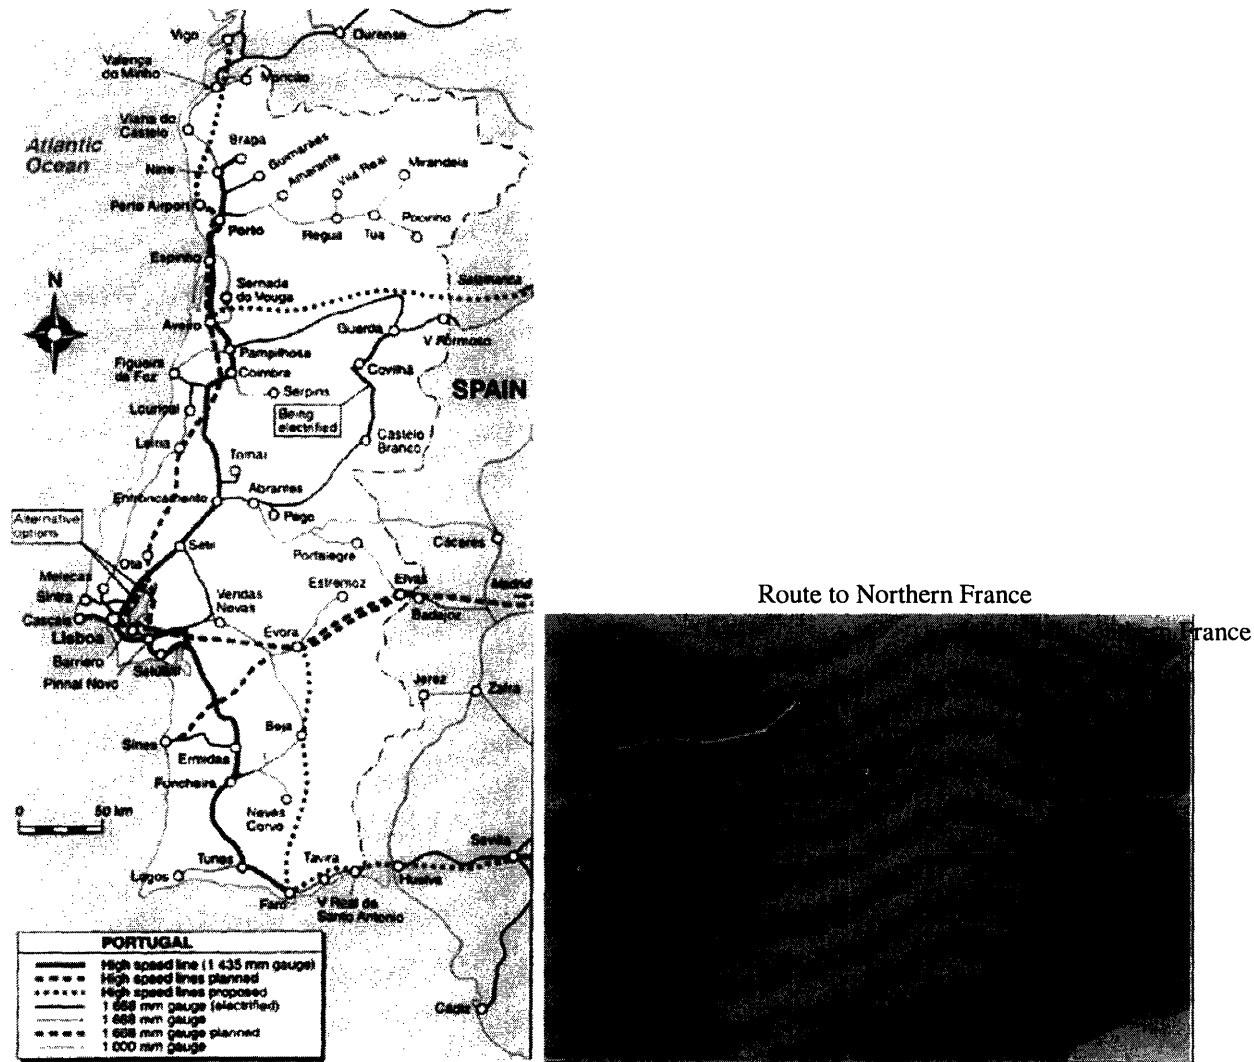 Vigo
Ourense
Valença
do Minho
Monção
Viana do
Castelo
Atlantic
Ocean
Braga
Guimarães
Nine
Amarante
Vila Real
Mirandela
Porto Airport
Porto
Regua
Tua
Pocinho
Espinho
N
Sernada
do Vouga
Salamanca
Aveiro
Guarda
V Formoso
Pampilhosa
Figueira
da Foz
Coimbra
Covilhã
SPAIN
Serpins
Louriçal
Being
electrified
Leiria
Castelo
Branco
Tomar
Entroncamento
Abrantes
Pego
Alternative
options
Setil
Cáceres
Portalegre
Ota
Meleças
Sintra
Estremoz
Elvas
Madrid
Vendas
Novas
Badajoz
Cascais
Lisboa
Evora
Barriero
Setúbal
Pinhal Novo
Jerez
Zafra
Beja
Sines
Ermidas
Funcheira
Neves
Corvo
0 50 km
Tunes
Tavira
Sevilla
Lagos
Huelva
Faro
V Real de
Santo Antonio
Cádiz
PORTUGAL
High speed line (1 435 mm gauge)
High speed lines planned
High speed lines proposed
1 668 mm gauge (electrified)
1 668 mm gauge
1 668 mm gauge planned
1 000 mm gauge
Route to Northern France
France